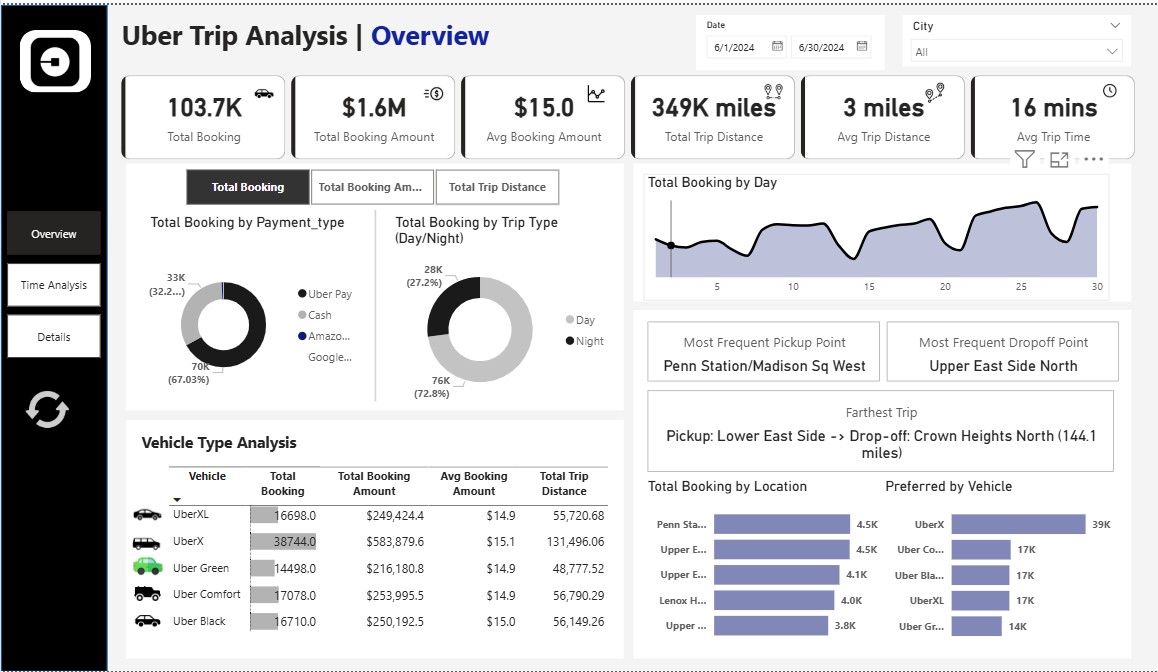 Uber Trip Analysis | Overview
Date
6/1/2024
6/30/2024
City
All
103.7K
Total Booking
$1.6M
Total Booking Amount
$15.0
Avg Booking Amount
349K miles
Total Trip Distance
3 miles
Avg Trip Distance
16 mins
Avg Trip Time
Overview
Time Analysis
Details
Total Booking
Total Booking Am...
Total Trip Distance
Total Booking by Payment_type
33K
(32.2...)
70K
(67.03%)
Uber Pay
Cash
Amazo...
Google...
Total Booking by Trip Type
(Day/Night)
28K
(27.2%)
76K
(72.8%)
Day
Night
Total Booking by Day
5 10 15 20 25 30
Most Frequent Pickup Point
Penn Station/Madison Sq West
Most Frequent Dropoff Point
Upper East Side North
Farthest Trip
Pickup: Lower East Side -> Drop-off: Crown Heights North (144.1
miles)
Vehicle Type Analysis
Vehicle Total Booking Total Booking Amount Avg Booking Amount Total Trip Distance
UberXL 16698.0 $249,424.4 $14.9 55,720.68
UberX 38744.0 $583,879.6 $15.1 131,496.06
Uber Green 14498.0 $216,180.8 $14.9 48,777.52
Uber Comfort 17078.0 $253,995.5 $14.9 56,790.29
Uber Black 16710.0 $250,192.5 $15.0 56,149.26
Total Booking by Location
Penn Sta... 4.5K
Upper E... 4.5K
Upper E... 4.1K
Lenox H... 4.0K
Upper ... 3.8K
Preferred by Vehicle
UberX 39K
Uber Co... 17K
Uber Bla... 17K
UberXL 17K
Uber Gr... 14K